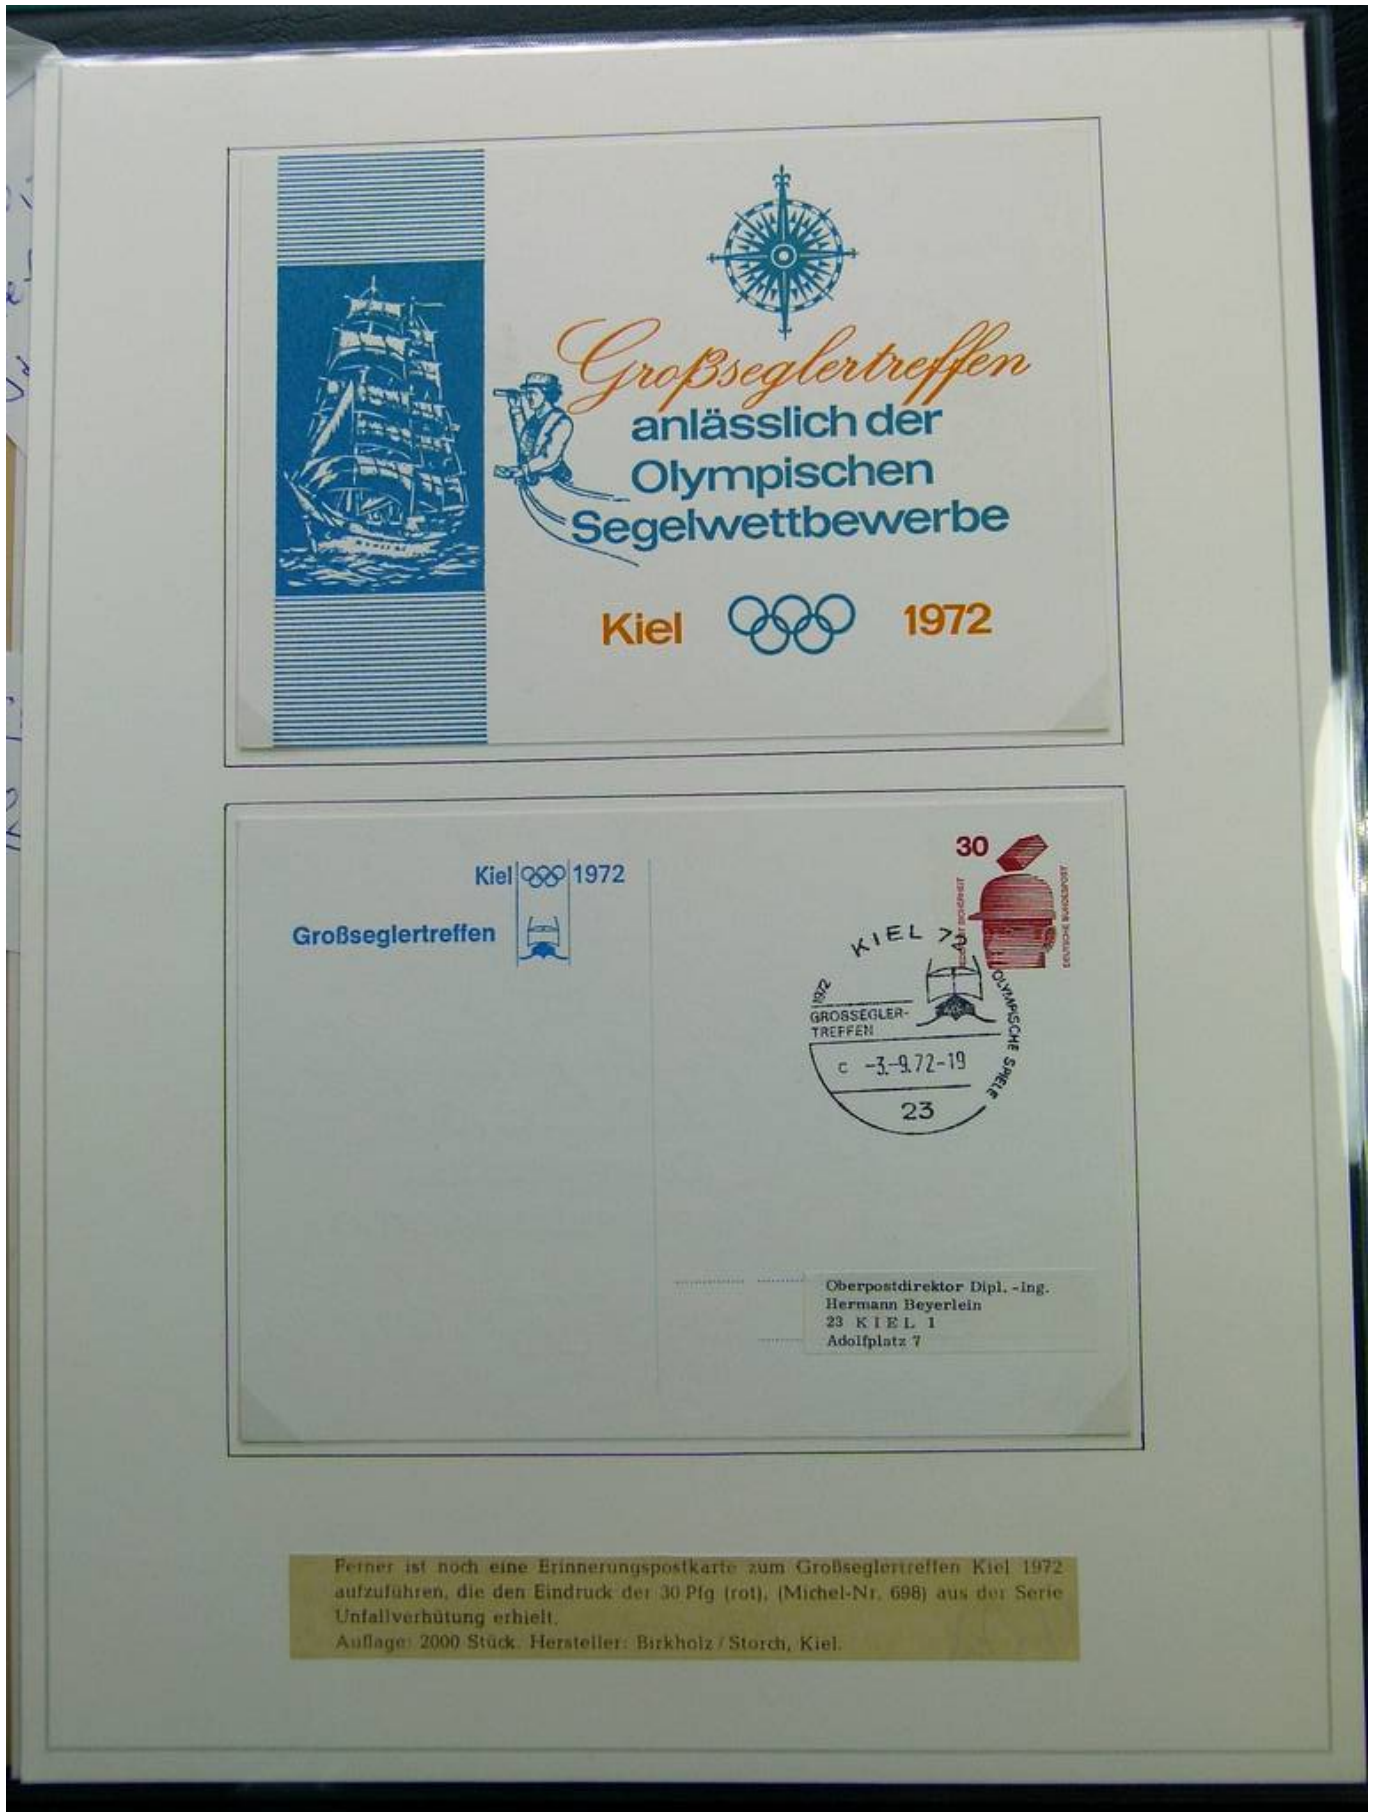 Großseglertreffen
anlässlich der
Olympischen
Segelwettbewerbe
Kiel 1972
Kiel 1972
Großseglertreffen
30
DEUTSCHE BUNDESPOST
KIEL 72
OLYMPISCHE SPIELE
1972
GROSSEGLER-
TREFFEN
c -3.-9.72-19
23
Oberpostdirektor Dipl. -Ing.
Hermann Beyerlein
23 KIEL 1
Adolfplatz 7
Ferner ist noch eine Erinnerungspostkarte zum Großseglertreffen Kiel 1972
aufzuführen, die den Eindruck der 30 Pfg (rot), (Michel-Nr. 698) aus der Serie
Unfallverhütung erhielt.
Auflage: 2000 Stück. Hersteller: Birkholz / Storch, Kiel.